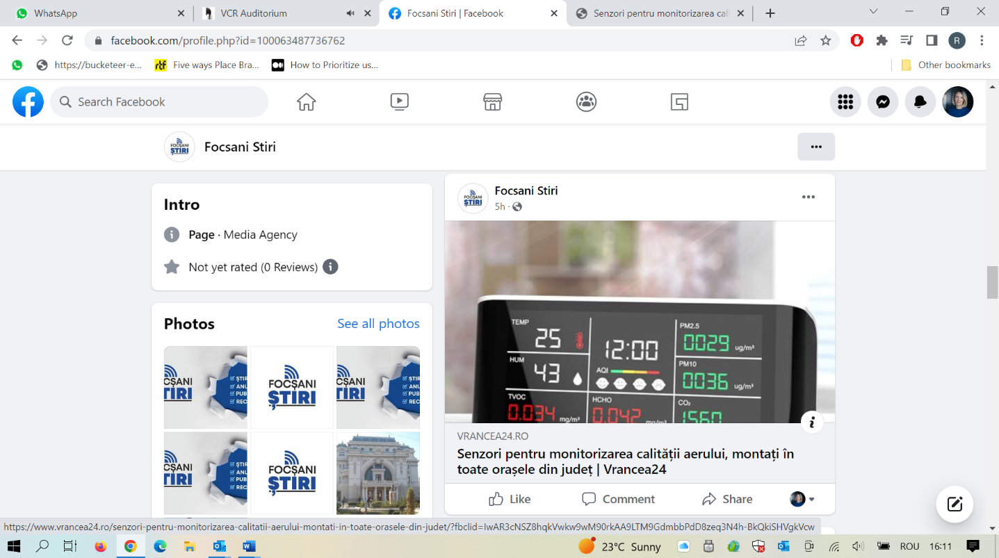 WhatsApp
VCR Auditorium
Focsani Stiri | Facebook
Senzori pentru monitorizarea cal
facebook.com/profile.php?id=100063487736762
R
https://bucketeer-e...
Five ways Place Bra...
How to Prioritize us...
Other bookmarks
Search Facebook
Focsani Stiri
Intro
Page · Media Agency
Not yet rated (0 Reviews)
Photos
See all photos
FOCȘANI
ȘTIRI
FOCȘANI
ȘTIRI
Focsani Stiri
5h ·
TEMP
25
HUM
43
TVOC
0.034 mg/m³
12:00
AQI
HCHO
0.042 mg/m³
PM2.5
0029 ug/m³
PM10
0036 ug/m³
CO₂
1560
VRANCEA24.RO
Senzori pentru monitorizarea calității aerului, montați în
toate orașele din județ | Vrancea24
Like
Comment
Share
https://www.vrancea24.ro/senzori-pentru-monitorizarea-calitatii-aerului-montati-in-toate-orasele-din-judet/?fbclid=IwAR3cNSZ8hqkVwkw9wM90rkAA9LTM9GdmbbPdD8zeq3N4h-BkQkiSHVgkVcw
23°C Sunny
ROU
16:11